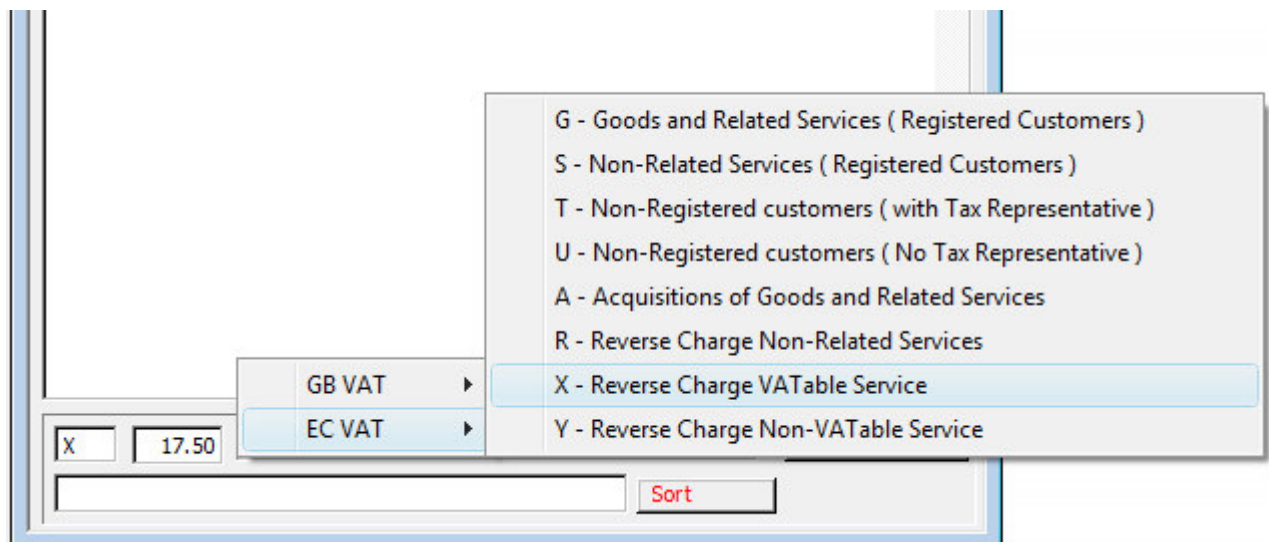 G - Goods and Related Services ( Registered Customers )
S - Non-Related Services ( Registered Customers )
T - Non-Registered customers ( with Tax Representative )
U - Non-Registered customers ( No Tax Representative )
A - Acquisitions of Goods and Related Services
R - Reverse Charge Non-Related Services
GB VAT
X - Reverse Charge VATable Service
EC VAT
Y - Reverse Charge Non-VATable Service
X 17.50
Sort